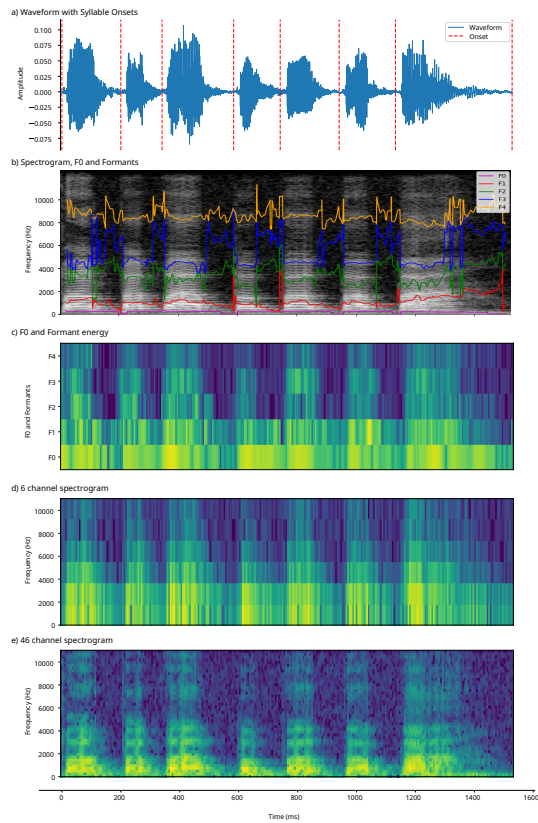 a) Waveform with Syllable Onsets
0.100
0.075
0.050
0.025
0.000
−0.025
−0.050
−0.075
Amplitude
Waveform
Onset
b) Spectrogram, F0 and Formants
10000
8000
6000
4000
2000
0
Frequency (Hz)
F0
F1
F2
F3
F4
c) F0 and Formant energy
F4
F3
F2
F1
F0
F0 and Formants
d) 6 channel spectrogram
10000
8000
6000
4000
2000
0
Frequency (Hz)
e) 46 channel spectrogram
10000
8000
6000
4000
2000
0
Frequency (Hz)
0 200 400 600 800 1000 1200 1400 1600
Time (ms)